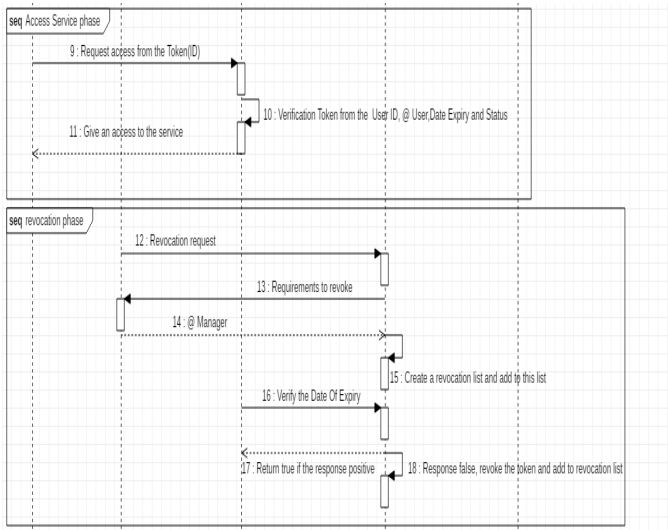 seq Access Service phase
9 : Request access from the Token(ID)
10 : Verification Token from the User ID, @ User,Date Expiry and Status
11 : Give an access to the service
seq revocation phase
12 : Revocation request
13 : Requirements to revoke
14 : @ Manager
15 : Create a revocation list and add to this list
16 : Verify the Date Of Expiry
17 : Return true if the response positive
18 : Response false, revoke the token and add to revocation list